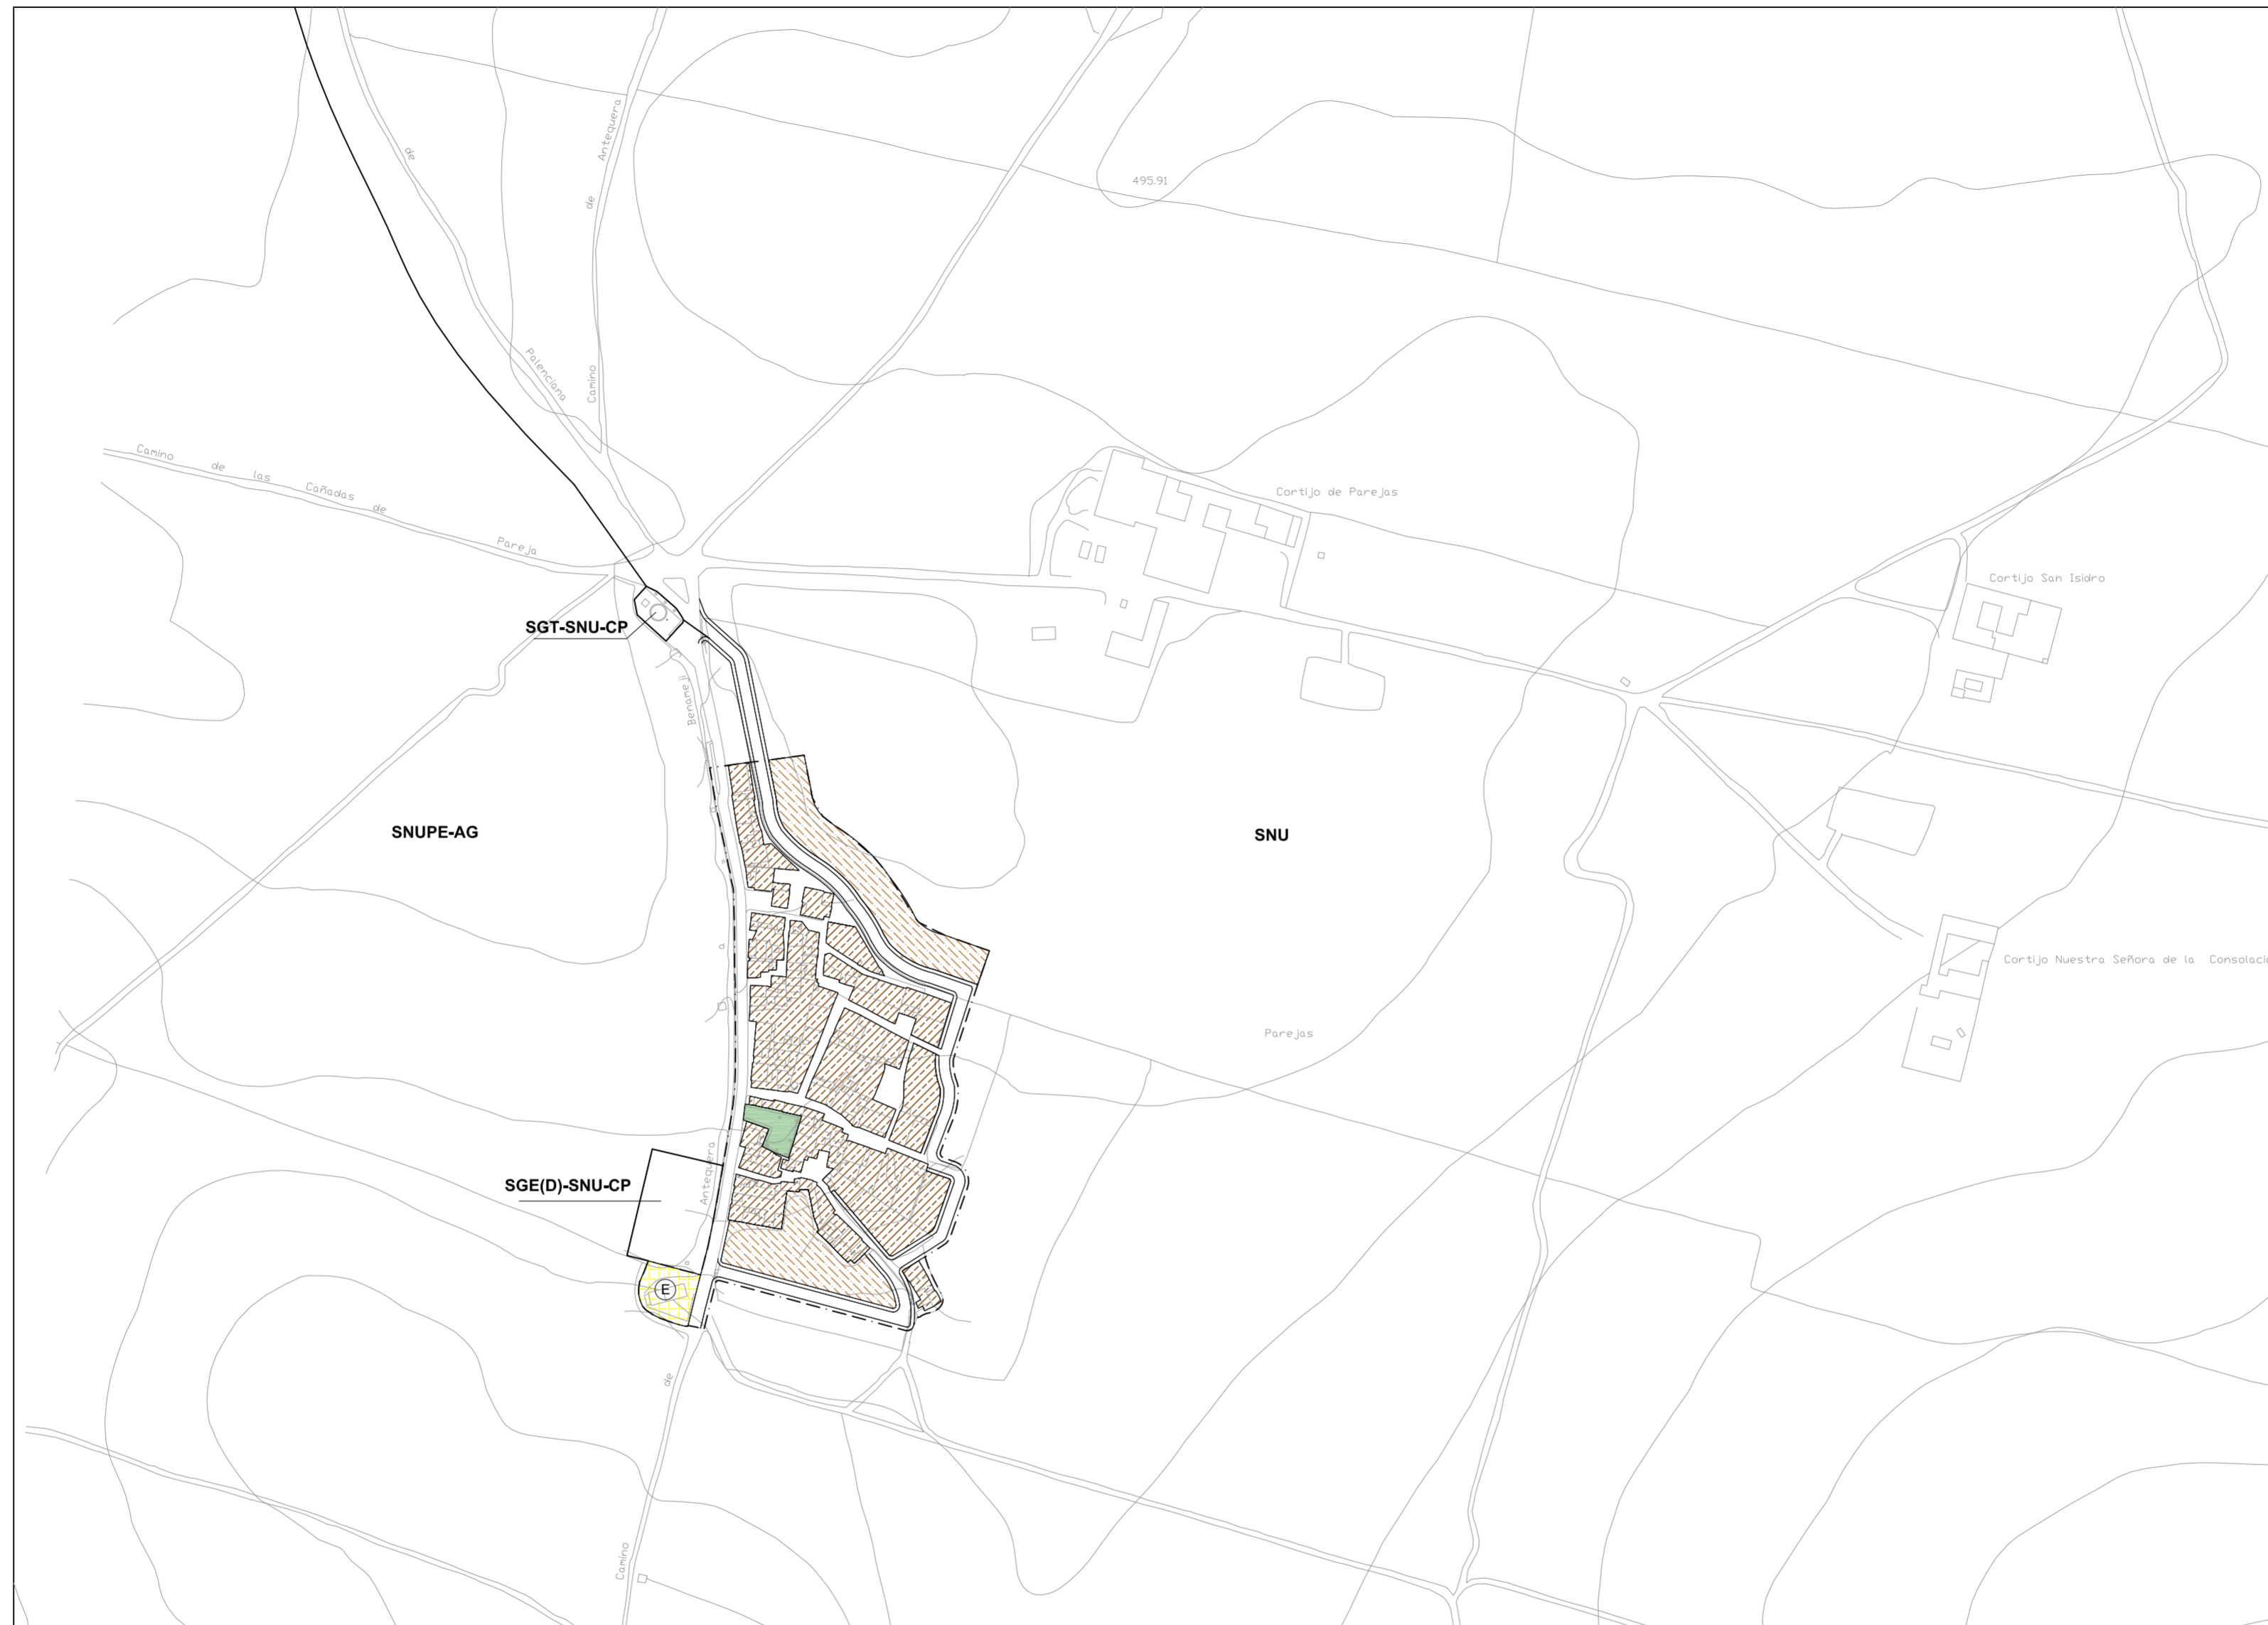 de
Antequera
de
495.91
Palenciana
Camino
Camino de las Cañadas de Pareja
Cortijo de Parejas
Cortijo San Isidro
SGT-SNU-CP
Benamejí
SNUPE-AG
SNU
a
Cortijo Nuestra Señora de la Consolació
Parejas
Antequera
SGE(D)-SNU-CP
E
de
Camino